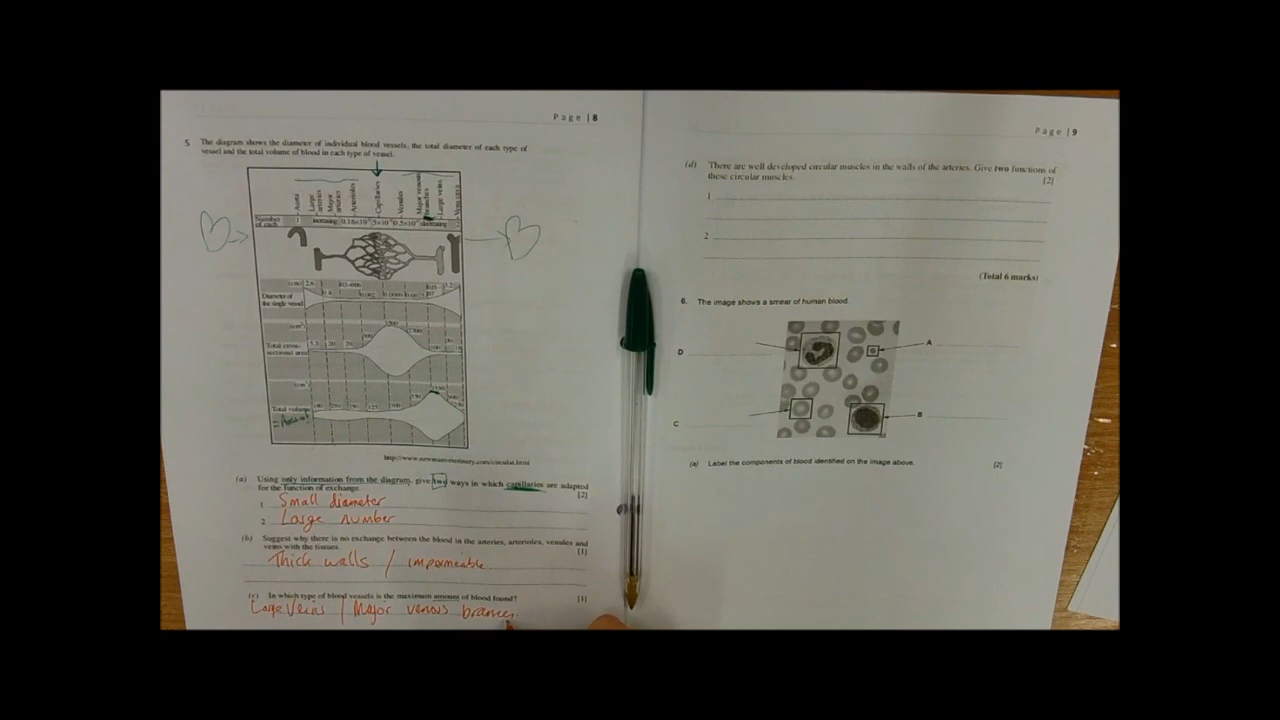 Page | 8
5 The diagram shows the diameter of individual blood vessels, the total diameter of each type of
vessel and the total volume of blood in each type of vessel.
Aorta
Large arteries
Major arteries
Arterioles
Capillaries
Venules
Major venous branches
Large veins
Vena cava
Number of each
1 increasing decreasing
Diameter of
the single vessel
Total cross-
sectional area
Total volume
= Amount
(a) Using only information from the diagram, give two ways in which capillaries are adapted
for the function of exchange.
[2]
1 Small diameter
2 Large number
(b) Suggest why there is no exchange between the blood in the arteries, arterioles, venules and
veins with the tissues.
[1]
Thick walls / impermeable
(c) In which type of blood vessels is the maximum amount of blood found? [1]
Large Veins / Major venous
Page | 9
(d) There are well developed circular muscles in the walls of the arteries. Give two functions of
these circular muscles. [2]
1
2
(Total 6 marks)
6. The image shows a smear of human blood.
D
A
C
B
(a) Label the components of blood identified on the image above. [2]